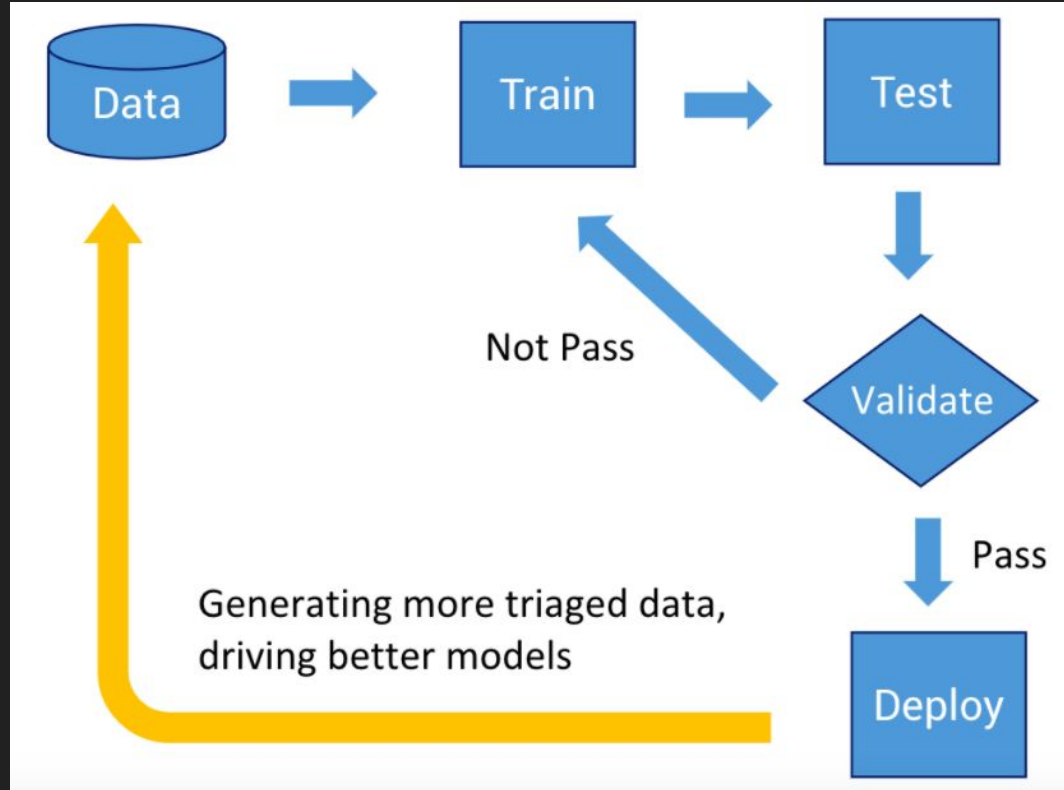 Data
Train
Test
Not Pass
Validate
Pass
Generating more triaged data,
driving better models
Deploy